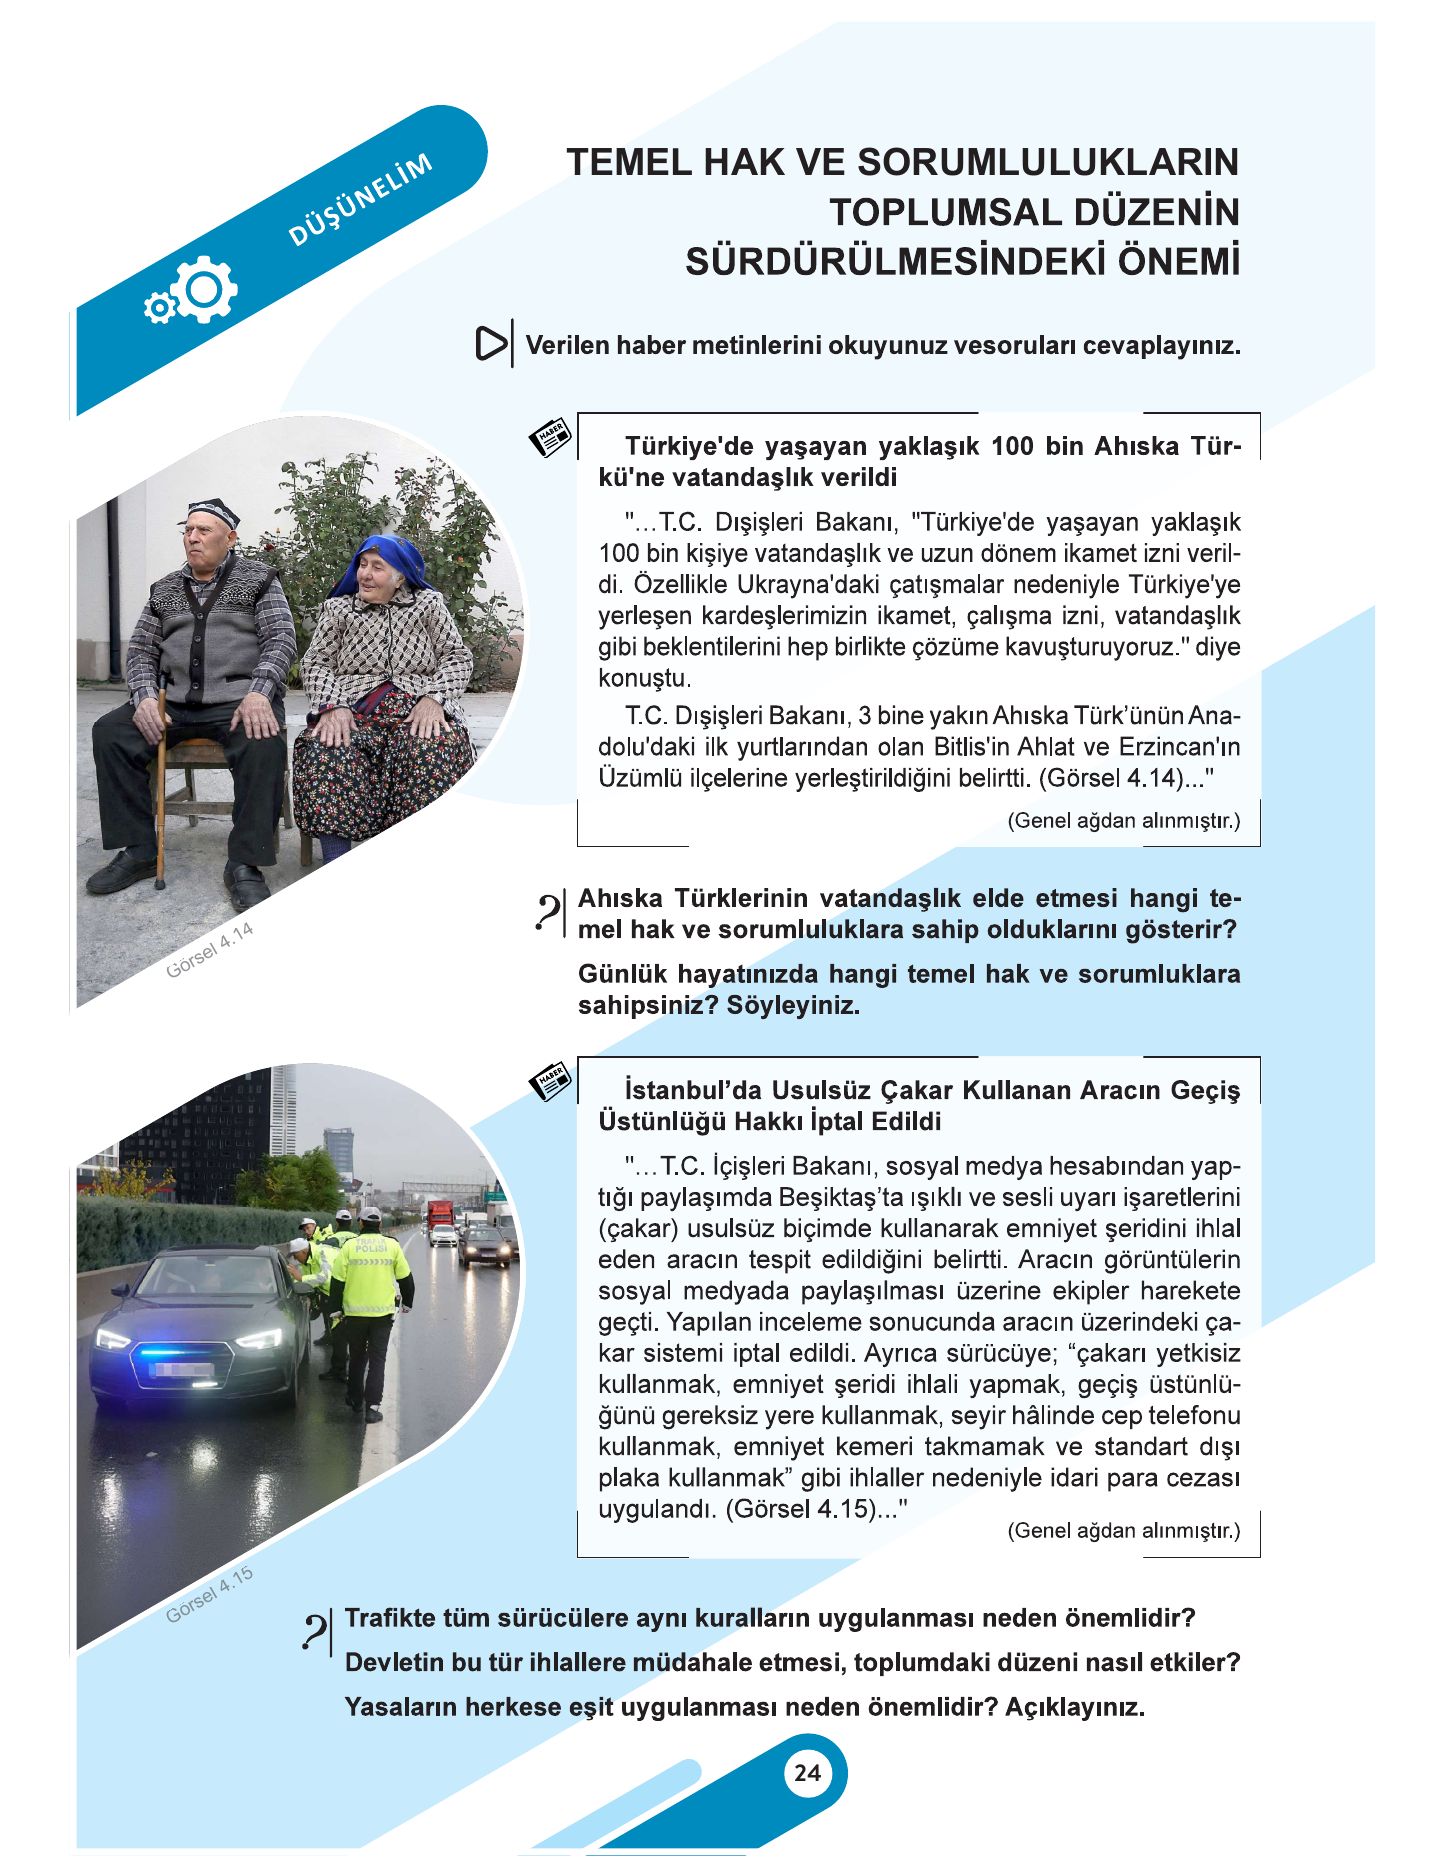 DÜŞÜNELİM
TEMEL HAK VE SORUMLULUKLARIN
TOPLUMSAL DÜZENİN
SÜRDÜRÜLMESİNDEKİ ÖNEMİ
Verilen haber metinlerini okuyunuz vesoruları cevaplayınız.
HABER
Türkiye'de yaşayan yaklaşık 100 bin Ahıska Tür-
kü'ne vatandaşlık verildi
"…T.C. Dışişleri Bakanı, "Türkiye'de yaşayan yaklaşık
100 bin kişiye vatandaşlık ve uzun dönem ikamet izni veril-
di. Özellikle Ukrayna'daki çatışmalar nedeniyle Türkiye'ye
yerleşen kardeşlerimizin ikamet, çalışma izni, vatandaşlık
gibi beklentilerini hep birlikte çözüme kavuşturuyoruz." diye
konuştu.
T.C. Dışişleri Bakanı, 3 bine yakın Ahıska Türk’ünün Ana-
dolu'daki ilk yurtlarından olan Bitlis'in Ahlat ve Erzincan'ın
Üzümlü ilçelerine yerleştirildiğini belirtti. (Görsel 4.14)..."
(Genel ağdan alınmıştır.)
Görsel 4.14
?
Ahıska Türklerinin vatandaşlık elde etmesi hangi te-
mel hak ve sorumluluklara sahip olduklarını gösterir?
Günlük hayatınızda hangi temel hak ve sorumluklara
sahipsiniz? Söyleyiniz.
HABER
İstanbul’da Usulsüz Çakar Kullanan Aracın Geçiş
Üstünlüğü Hakkı İptal Edildi
"…T.C. İçişleri Bakanı, sosyal medya hesabından yap-
tığı paylaşımda Beşiktaş’ta ışıklı ve sesli uyarı işaretlerini
(çakar) usulsüz biçimde kullanarak emniyet şeridini ihlal
eden aracın tespit edildiğini belirtti. Aracın görüntülerin
sosyal medyada paylaşılması üzerine ekipler harekete
geçti. Yapılan inceleme sonucunda aracın üzerindeki ça-
kar sistemi iptal edildi. Ayrıca sürücüye; “çakarı yetkisiz
kullanmak, emniyet şeridi ihlali yapmak, geçiş üstünlü-
ğünü gereksiz yere kullanmak, seyir hâlinde cep telefonu
kullanmak, emniyet kemeri takmamak ve standart dışı
plaka kullanmak” gibi ihlaller nedeniyle idari para cezası
uygulandı. (Görsel 4.15)..."
(Genel ağdan alınmıştır.)
TRAFİK
POLİSİ
Görsel 4.15
?
Trafikte tüm sürücülere aynı kuralların uygulanması neden önemlidir?
Devletin bu tür ihlallere müdahale etmesi, toplumdaki düzeni nasıl etkiler?
Yasaların herkese eşit uygulanması neden önemlidir? Açıklayınız.
24